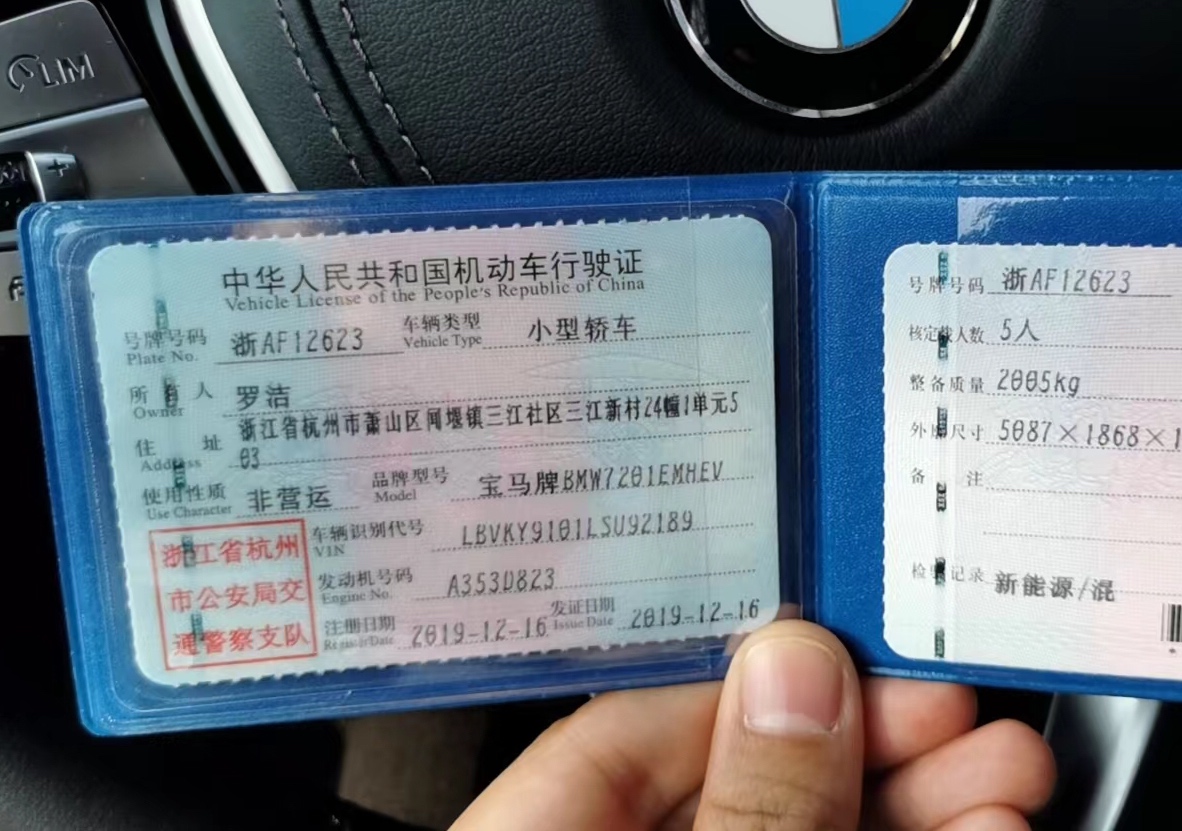 LIM
+
中华人民共和国机动车行驶证
Vehicle License of the People's Republic of China
号牌号码 浙AF12623 车辆类型 小型轿车
Plate No. Vehicle Type
所有人 罗洁
Owner
住址 浙江省杭州市萧山区闻堰镇三江社区三江新村24幢1单元5
Address 03
使用性质 非营运 品牌型号 宝马牌BMW7201EMHEV
Use Character Model
浙江省杭州
市公安局交
通警察支队
车辆识别代号 LBVKY9101LSU92189
VIN
发动机号码 A353D823
Engine No.
注册日期 2019-12-16 发证日期 2019-12-16
Register Date Issue Date
号牌号码 浙AF12623
核定载人数 5人
整备质量 2005kg
外廓尺寸 5087×1868×1
备注
检验记录 新能源/混